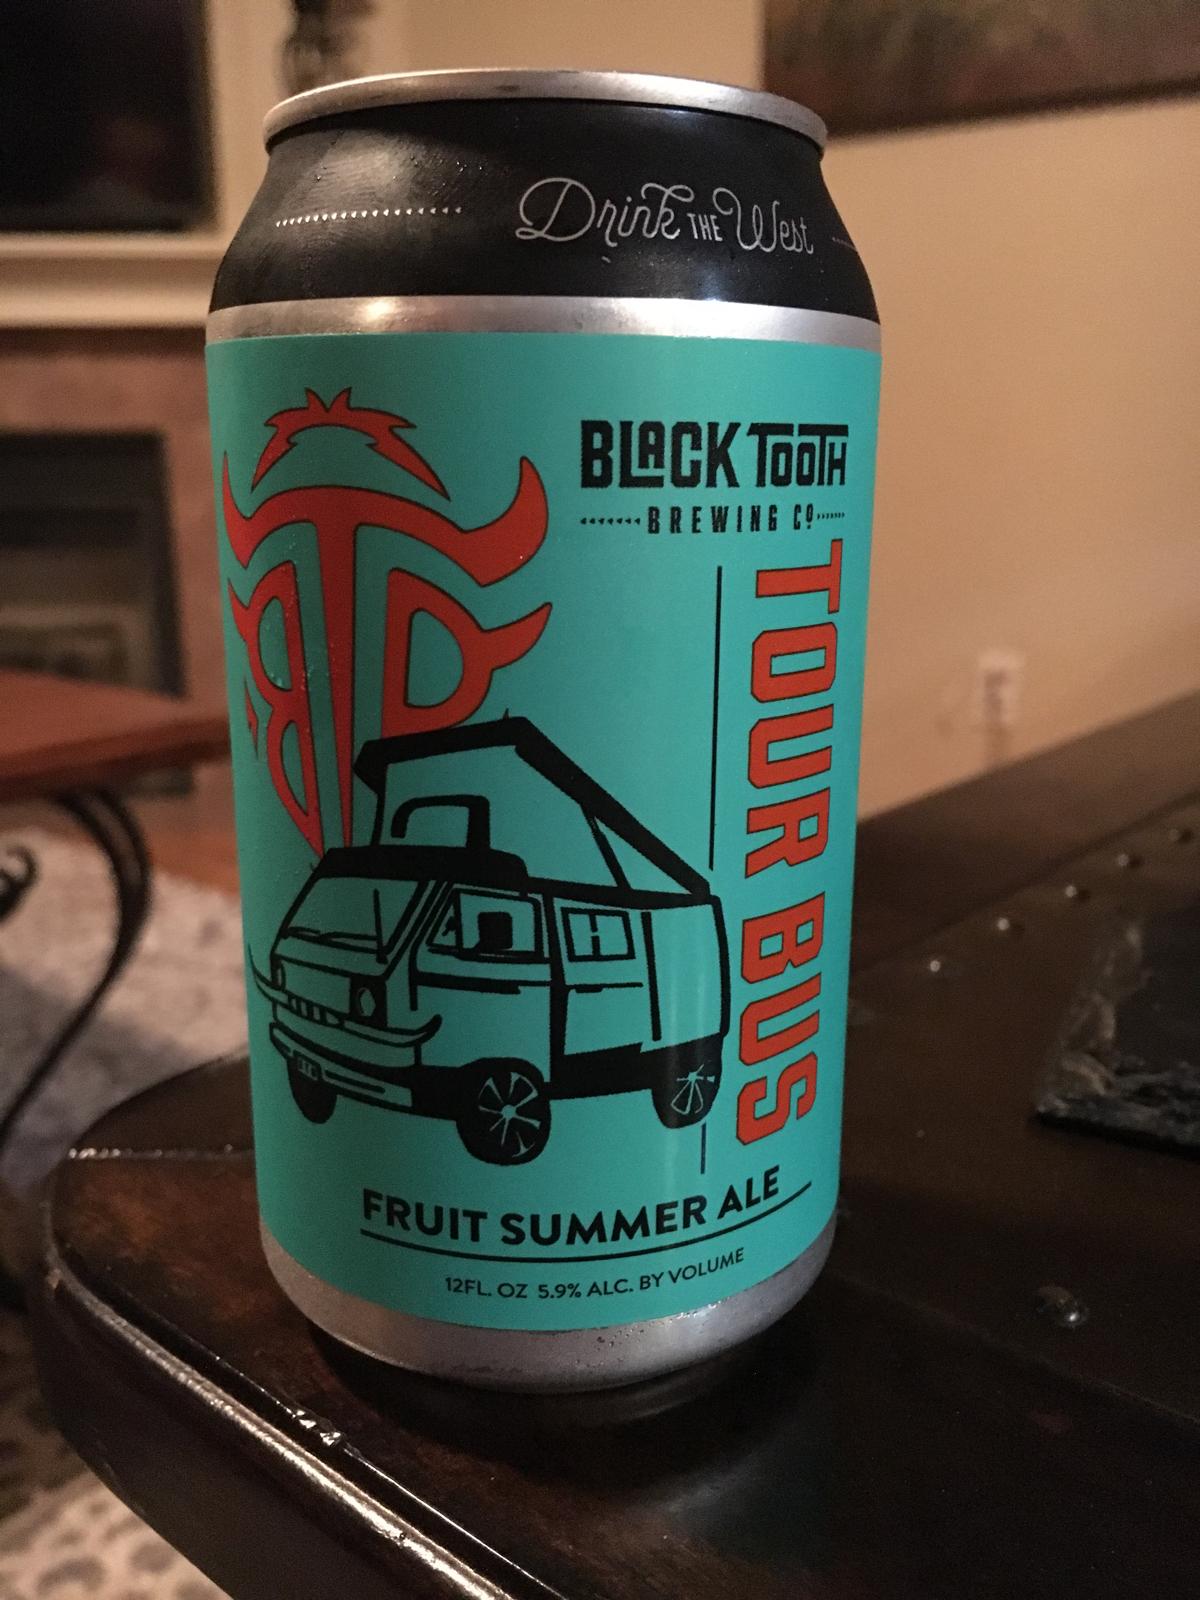 Drink THE West
BLACK TOOTH
BREWING CO
BTB
TOUR BUS
FRUIT SUMMER ALE
12FL. OZ 5.9% ALC. BY VOLUME